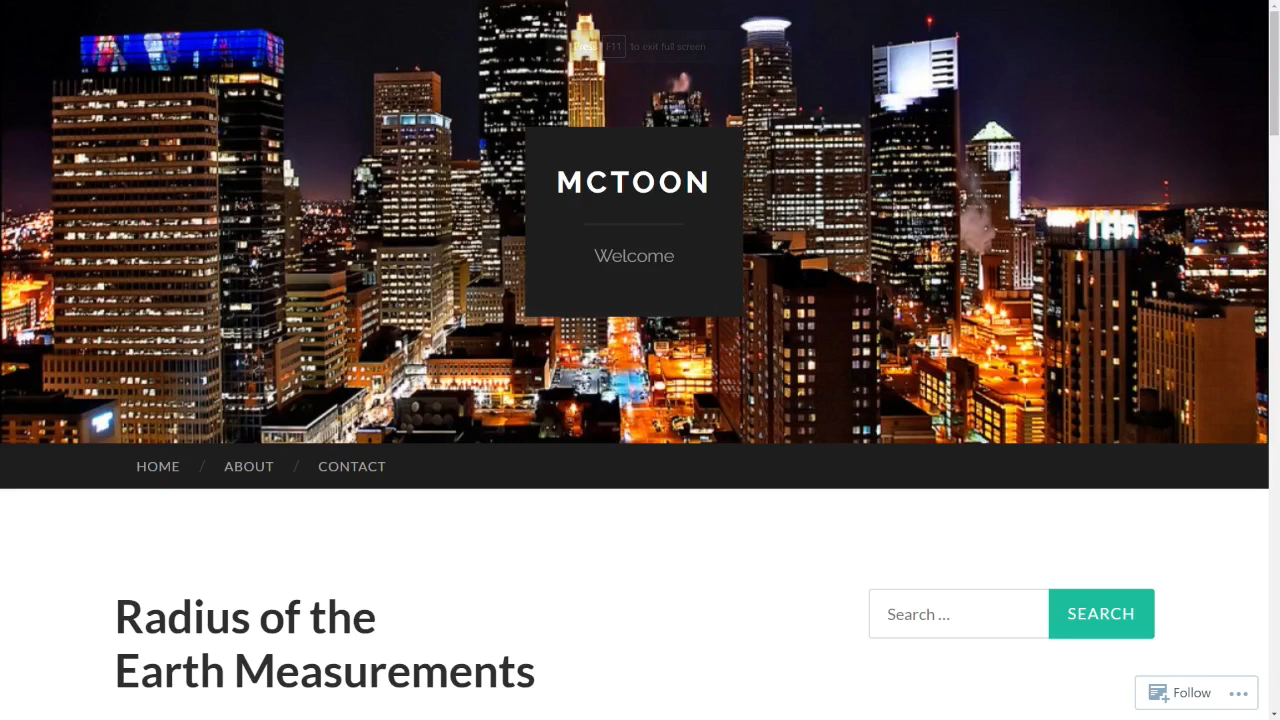 Press F11 to exit full screen
MCTOON
Welcome
HOME / ABOUT / CONTACT
Radius of the
Earth Measurements
Search …
SEARCH
Follow